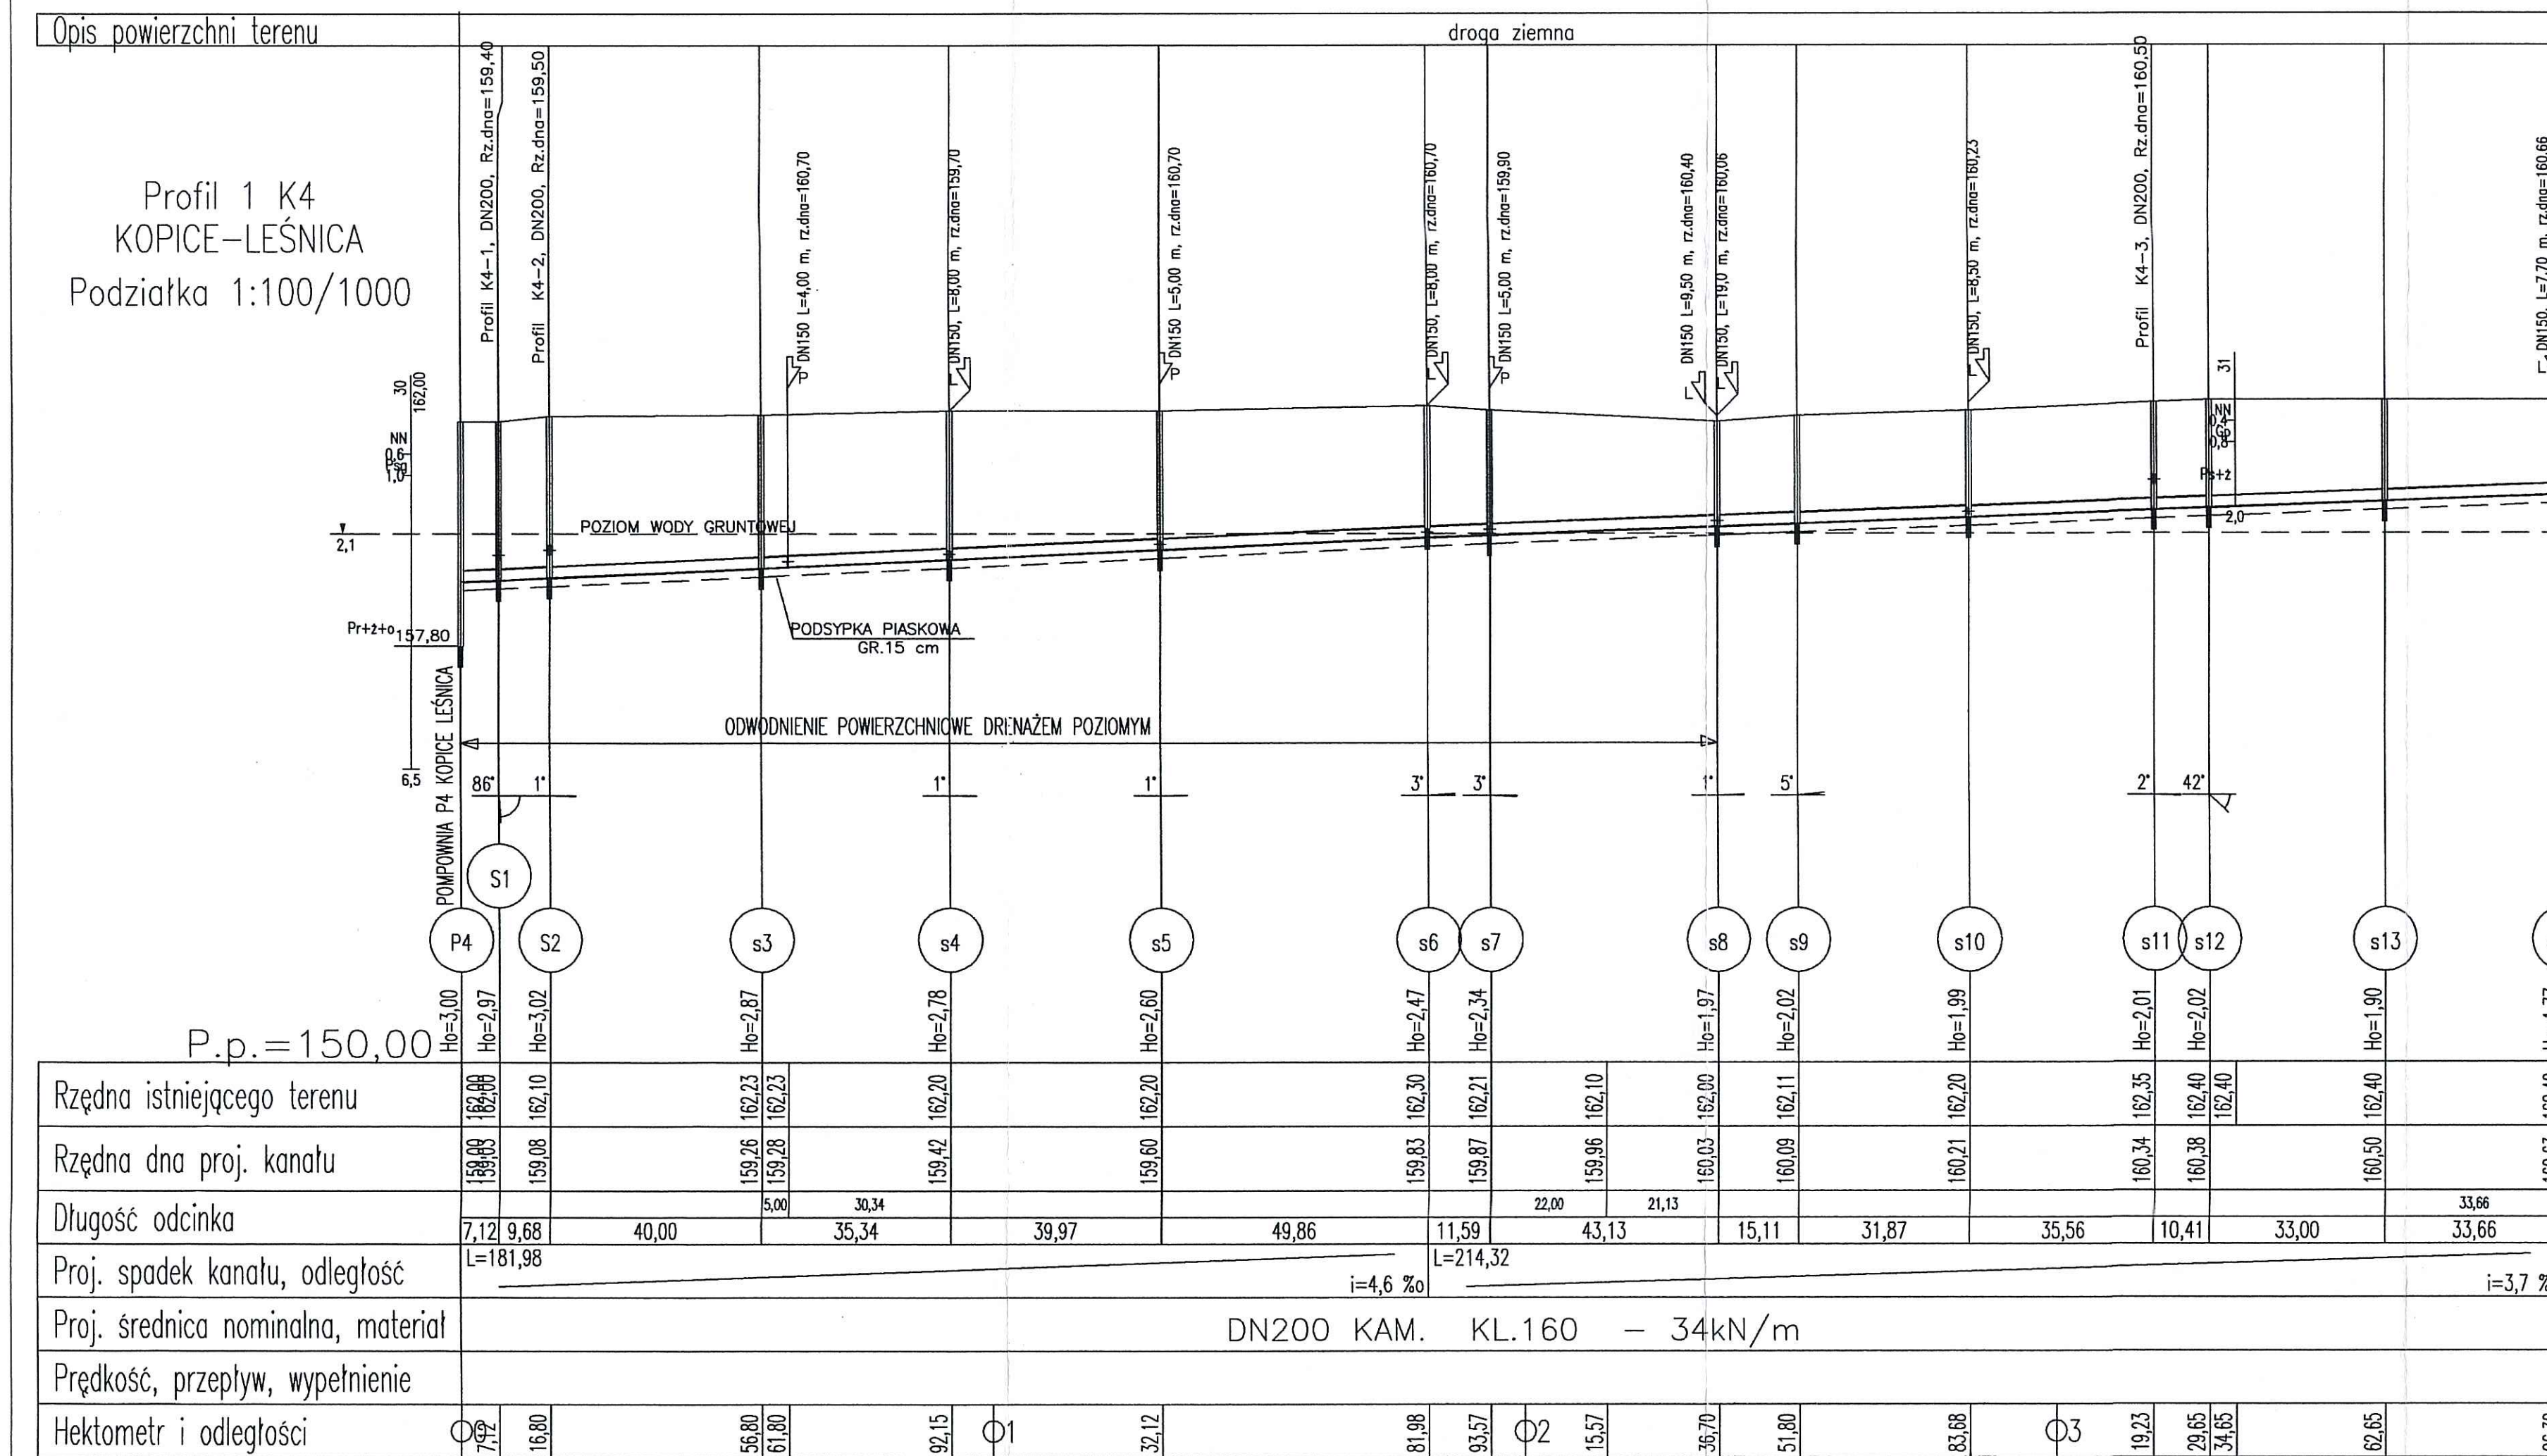 Opis powierzchni terenu
droga ziemna
Profil 1 K4
KOPICE-LEŚNICA
Podziałka 1:100/1000
Profil K4-1, DN200, Rz.dna=159,40
Profil K4-2, DN200, Rz.dna=159,50
DN150 L=4,00 m, rz.dna=160,70
P
DN150, L=8,00 m, rz.dna=159,70
L
DN150 L=5,00 m, rz.dna=160,70
P
DN150, L=8,00 m, rz.dna=160,70
L
DN150 L=5,00 m, rz.dna=159,90
P
DN150 L=9,50 m, rz.dna=160,40
L
DN150, L=19,0 m, rz.dna=160,06
L
DN150, L=8,50 m, rz.dna=160,23
L
Profil K4-3, DN200, Rz.dna=160,50
DN150, L=7,70 m, rz.dna=160,66
30
162,00
NN
0,6
Psg
1,0
2,1
Pr+ż+o
157,80
6,5
31
NN
0,4
Gp
0,8
Ps+ż
2,0
POZIOM WODY GRUNTOWEJ
PODSYPKA PIASKOWA
GR.15 cm
ODWODNIENIE POWIERZCHNIOWE DRENAŻEM POZIOMYM
POMPOWNIA P4 KOPICE LEŚNICA
86° 1° 1° 1° 3° 3° 1° 5° 2° 42°
S1
P4 S2 s3 s4 s5 s6 s7 s8 s9 s10 s11 s12 s13
P.p.=150,00
Ho=3,00 Ho=2,97 Ho=3,02 Ho=2,87 Ho=2,78 Ho=2,60 Ho=2,47 Ho=2,34 Ho=1,97 Ho=2,02 Ho=1,99 Ho=2,01 Ho=2,02 Ho=1,90
Rzędna istniejącego terenu
162,00 162,00 162,10 162,23 162,23 162,20 162,20 162,30 162,21 162,10 162,00 162,11 162,20 162,35 162,40 162,40 162,40
Rzędna dna proj. kanału
159,00 159,03 159,08 159,26 159,28 159,42 159,60 159,83 159,87 159,96 160,03 160,09 160,21 160,34 160,38 160,50
Długość odcinka
5,00 30,34 22,00 21,13 33,66
7,12 9,68 40,00 35,34 39,97 49,86 11,59 43,13 15,11 31,87 35,56 10,41 33,00 33,66
Proj. spadek kanału, odległość
L=181,98
i=4,6 ‰
L=214,32
i=3,7
Proj. średnica nominalna, materiał
DN200 KAM. KL.160 - 34kN/m
Prędkość, przepływ, wypełnienie
Hektometr i odległości
0 7,12 16,80 56,80 61,80 92,15 1 32,12 81,98 93,57 2 15,57 36,70 51,80 83,68 3 19,23 29,65 34,65 62,65